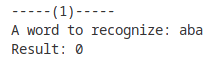 -----(1)-----
A word to recognize: aba
Result: 0